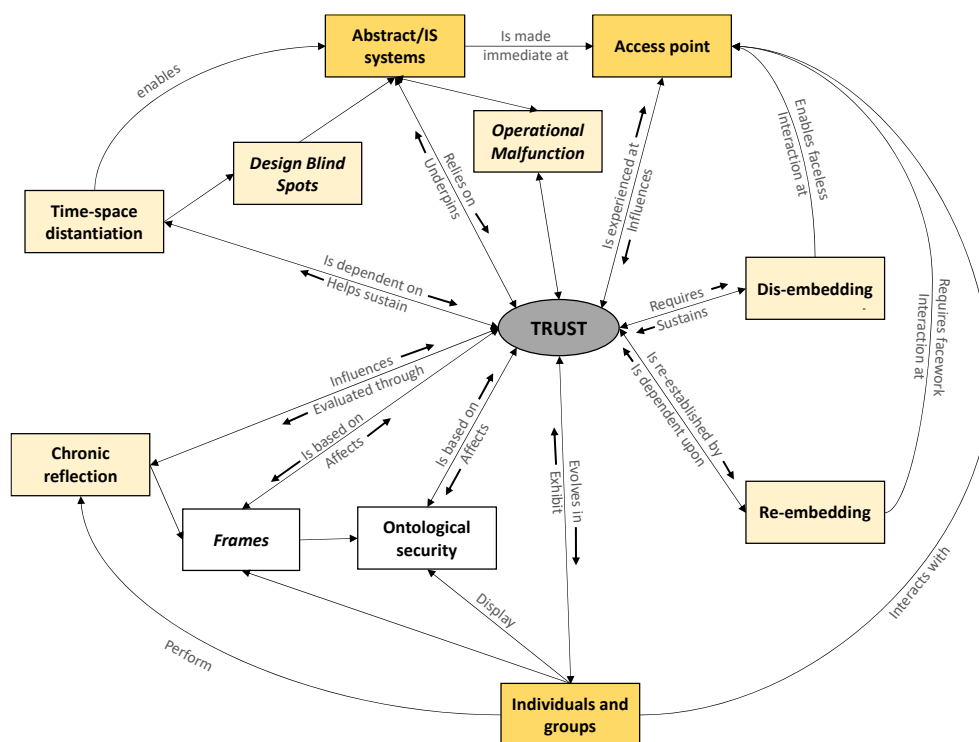 Abstract/IS
systems
Is made
immediate at
Access point
enables
Operational
Malfunction
Design Blind
Spots
Time-space
distantiation
Relies on
Underpins
Is experienced at
Influences
Enables faceless
Interaction at
Is dependent on
Helps sustain
TRUST
Requires
Sustains
Dis-embedding
.
Requires facework
Interaction at
Influences
Evaluated through
Is based on
Affects
Is based on
Affects
Is re-established by
Is dependent upon
Chronic
reflection
Frames
Ontological
security
Evolves in
Exhibit
Re-embedding
Display
Perform
Interacts with
Individuals and
groups